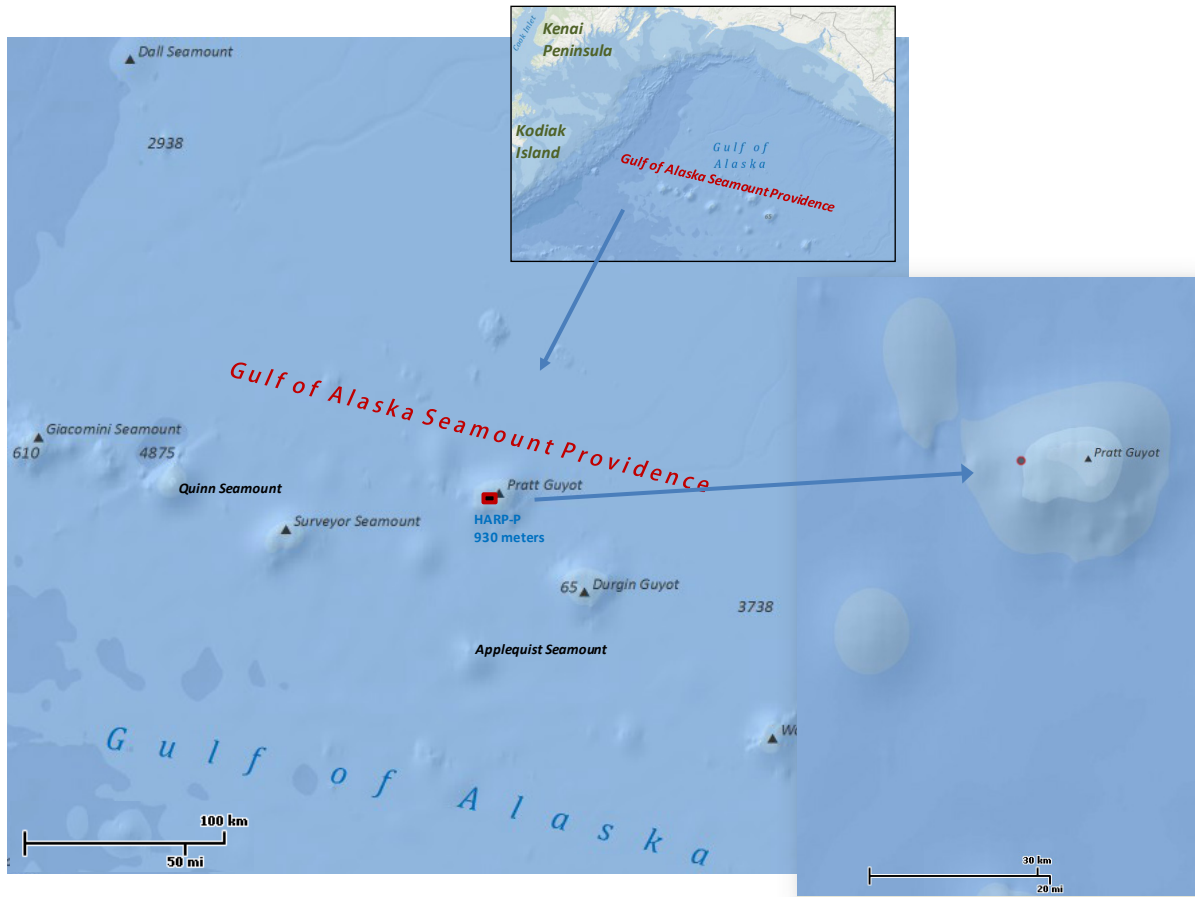 Kenai
Peninsula
Cook Inlet
Kodiak
Island
Gulf of
Alaska
Gulf of Alaska Seamount Providence
Dall Seamount
2938
Gulf of Alaska Seamount Providence
Giacomini Seamount
610
4875
Quinn Seamount
Surveyor Seamount
Pratt Guyot
HARP-P
930 meters
65
Durgin Guyot
3738
Applequist Seamount
Gulf of Alaska
100 km
50 mi
Pratt Guyot
30 km
20 mi